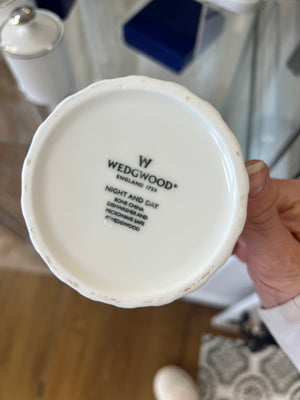 W
WEDGWOOD®
ENGLAND 1759
NIGHT AND DAY
BONE CHINA
DISHWASHER AND
MICROWAVE SAFE
©WEDGWOOD